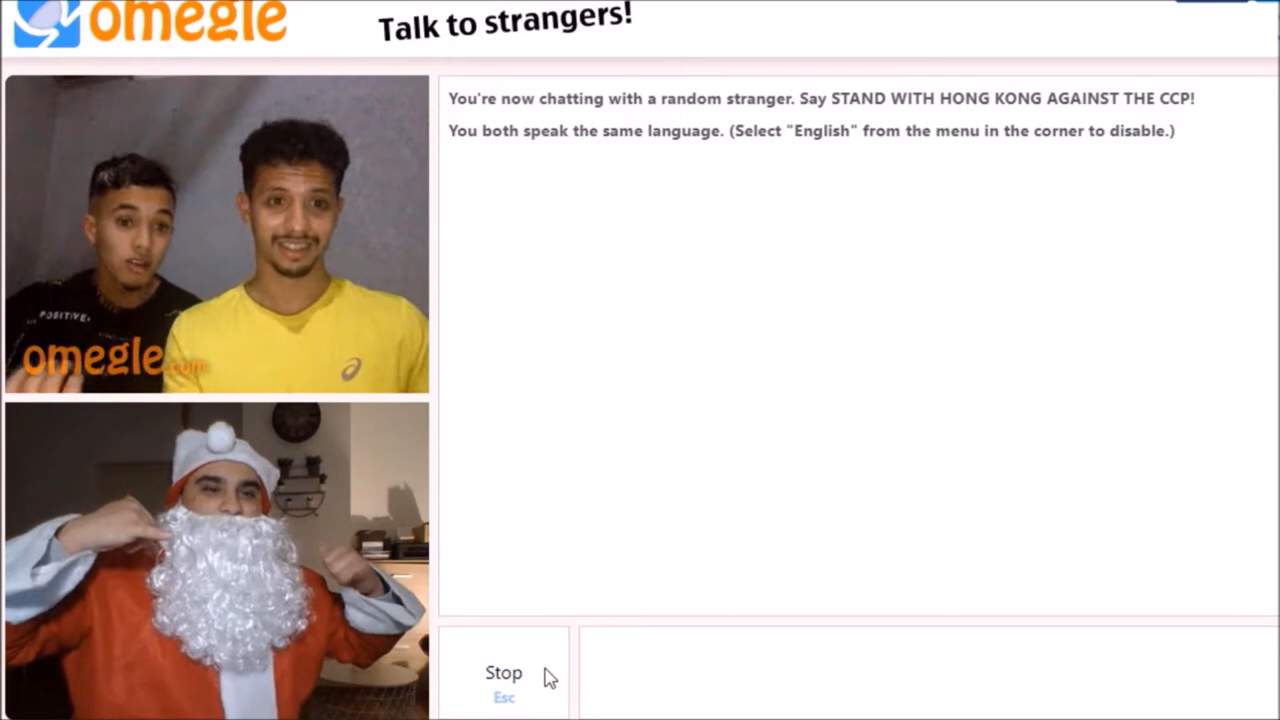 omegle
Talk to strangers!
You're now chatting with a random stranger. Say STAND WITH HONG KONG AGAINST THE CCP!
You both speak the same language. (Select "English" from the menu in the corner to disable.)
POSITIVE
omegle.com
Stop
Esc